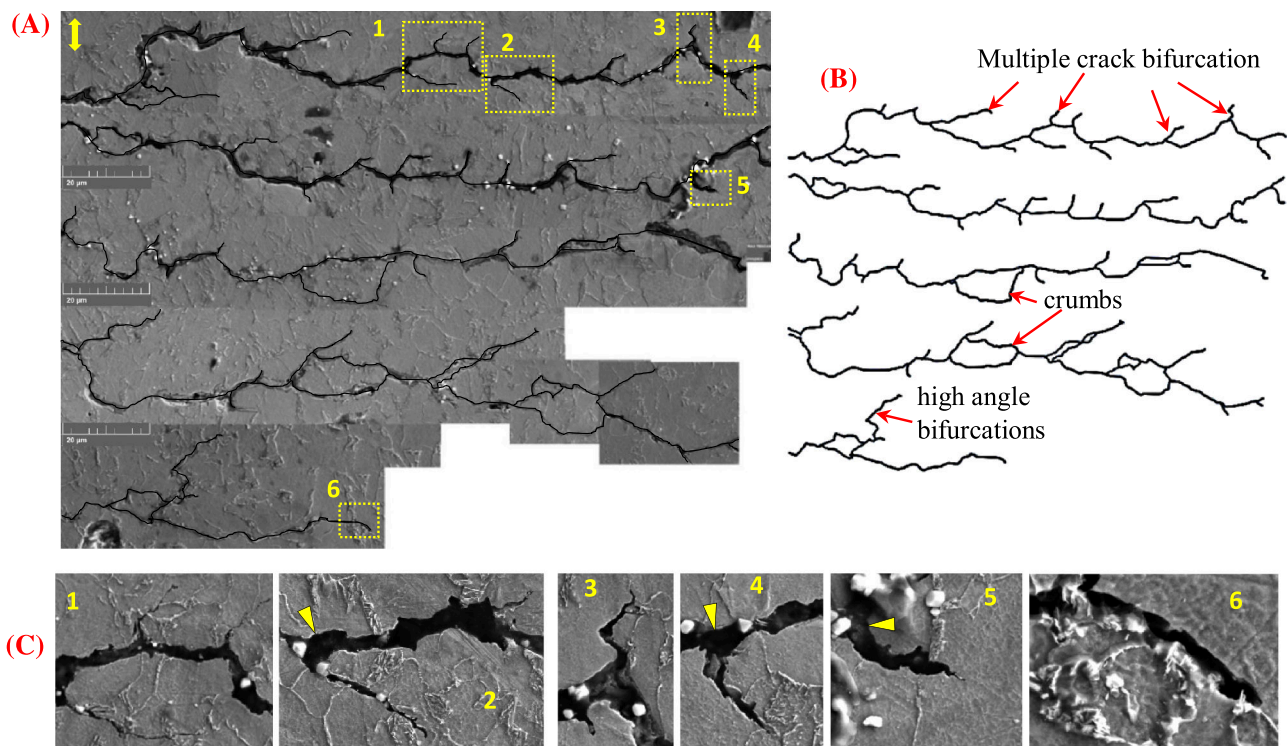 (A)
1
2
3
4
20 μm
5
20 μm
20 μm
6
(B)
Multiple crack bifurcation
crumbs
high angle
bifurcations
(C)
1
2
3
4
5
6